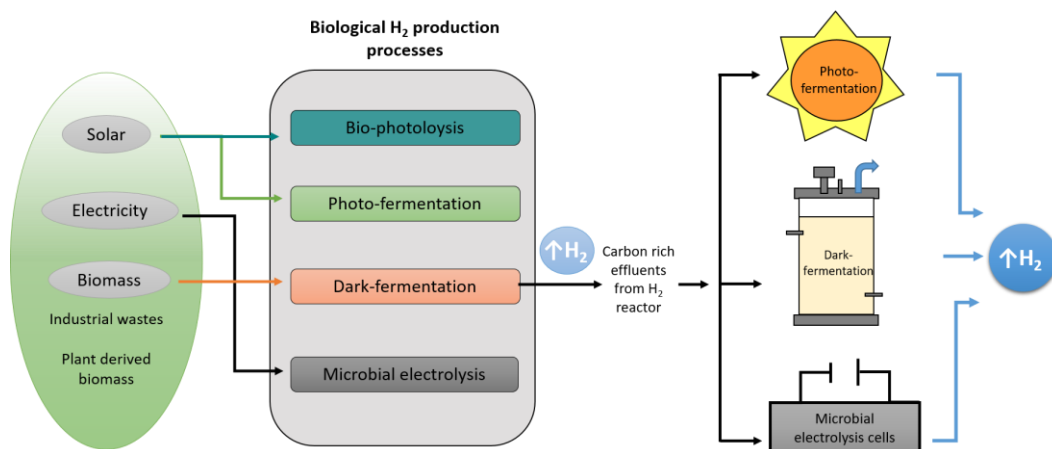 Biological H₂ production
processes
Solar
Electricity
Biomass
Industrial wastes
Plant derived
biomass
Bio-photoloysis
Photo-fermentation
Dark-fermentation
Microbial electrolysis
↑H₂
Carbon rich
effluents
from H₂
reactor
Photo-
fermentation
Dark-
fermentation
Microbial
electrolysis cells
↑H₂